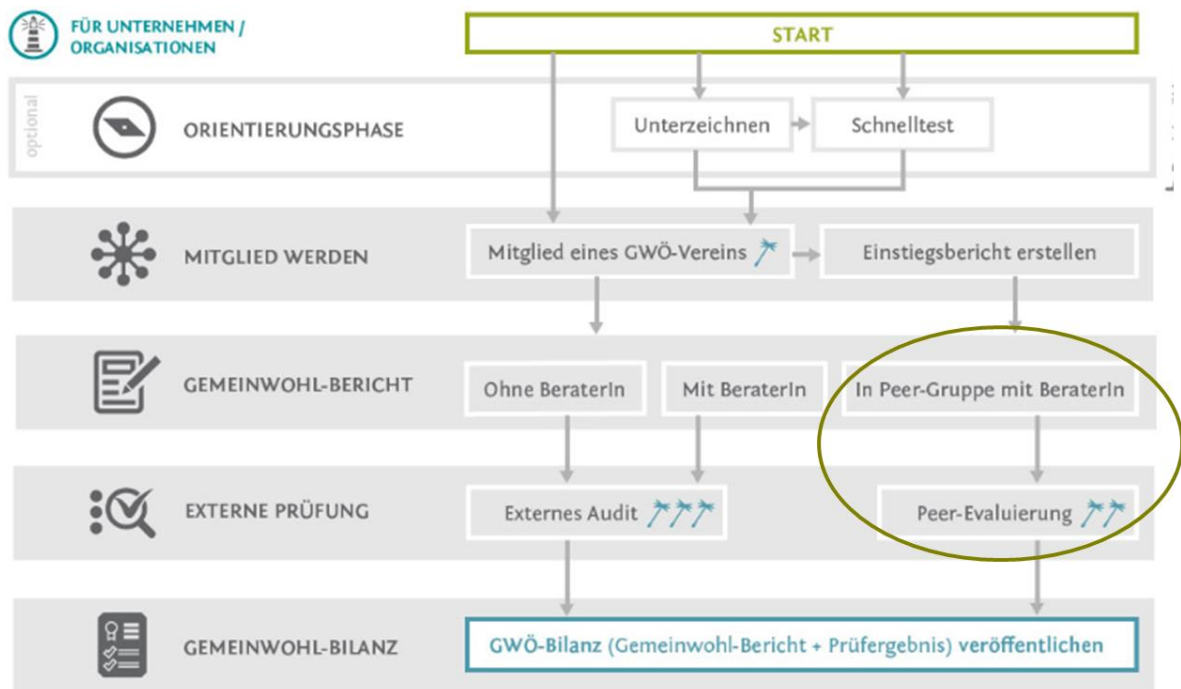 FÜR UNTERNEHMEN /
ORGANISATIONEN
START
optional
ORIENTIERUNGSPHASE
Unterzeichnen
Schnelltest
MITGLIED WERDEN
Mitglied eines GWÖ-Vereins
Einstiegsbericht erstellen
GEMEINWOHL-BERICHT
Ohne BeraterIn
Mit BeraterIn
In Peer-Gruppe mit BeraterIn
EXTERNE PRÜFUNG
Externes Audit
Peer-Evaluierung
GEMEINWOHL-BILANZ
GWÖ-Bilanz (Gemeinwohl-Bericht + Prüfergebnis) veröffentlichen